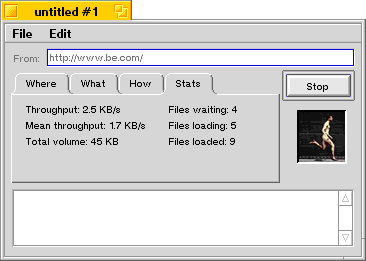 untitled #1
File Edit
From: http://www.be.com/
Where What How Stats
Stop
Throughput: 2.5 KB/s Files waiting: 4
Mean throughput: 1.7 KB/s Files loading: 5
Total volume: 45 KB Files loaded: 9